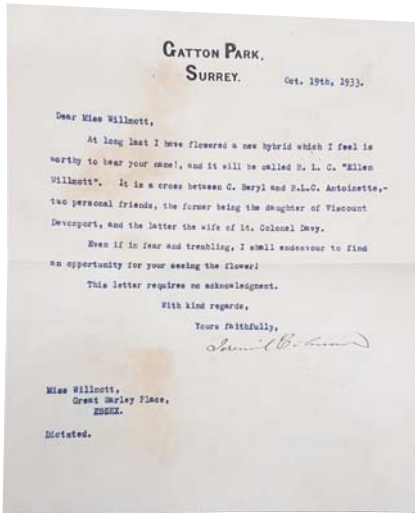 GATTON PARK,
SURREY.
Oct. 19th, 1933.
Dear Miss Willmott,
At long last I have flowered a new hybrid which I feel is
worthy to bear your name!, and it will be called B. L. C. "Ellen
Willmott". It is a cross between C. Beryl and B.L.C. Antoinette,-
two personal friends, the former being the daughter of Viscount
Devonport, and the latter the wife of Lt. Colonel Davy.
Even if in fear and trembling, I shall endeavour to find
an opportunity for your seeing the flower!
This letter requires no acknowledgment.
With kind regards,
Yours faithfully,
Miss Willmott,
Great Warley Place,
ESSEX.
Dictated.